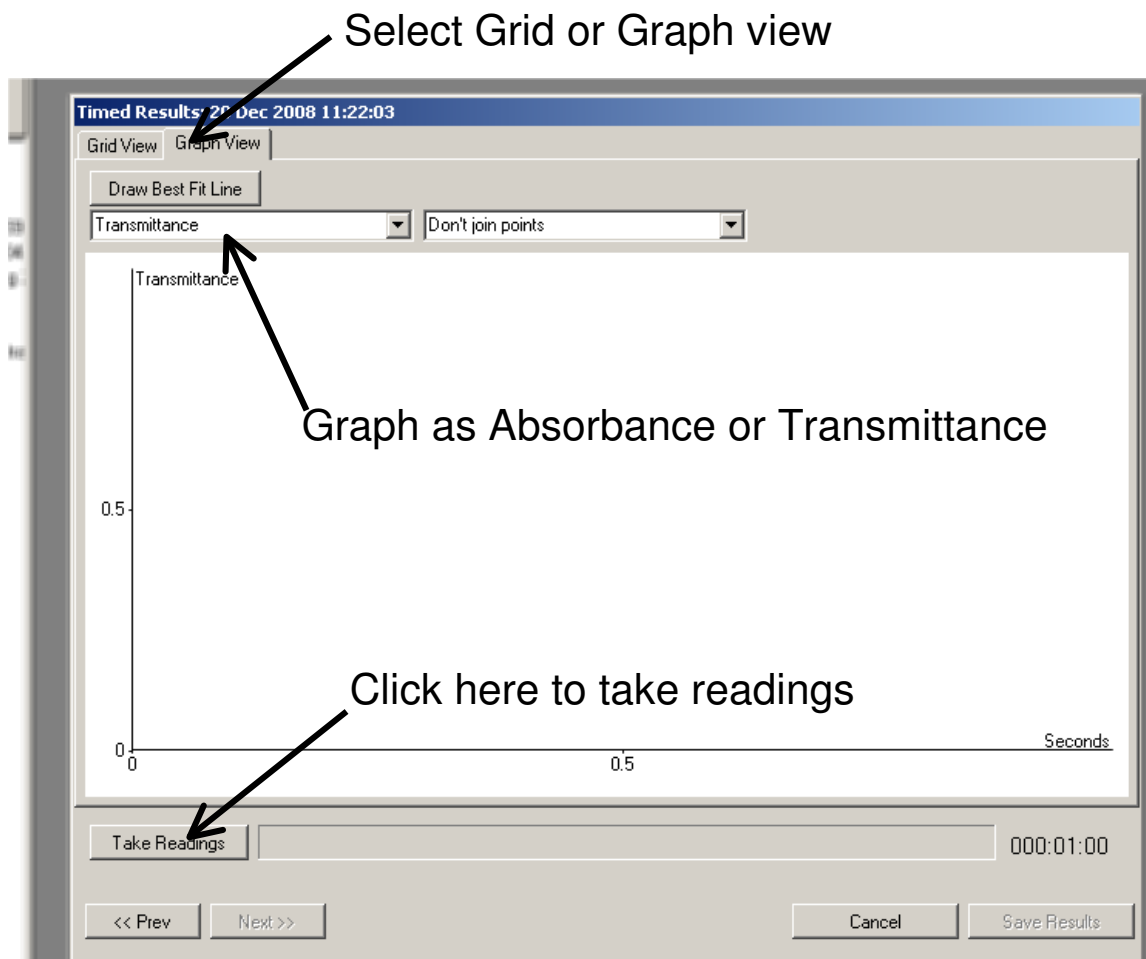 Select Grid or Graph view
Timed Results: 20 Dec 2008 11:22:03
Grid View Graph View
Draw Best Fit Line
Transmittance Don't join points
Transmittance
Graph as Absorbance or Transmittance
0.5
Click here to take readings
Seconds
0
0 0.5
Take Readings 000:01:00
<< Prev Next >> Cancel Save Results